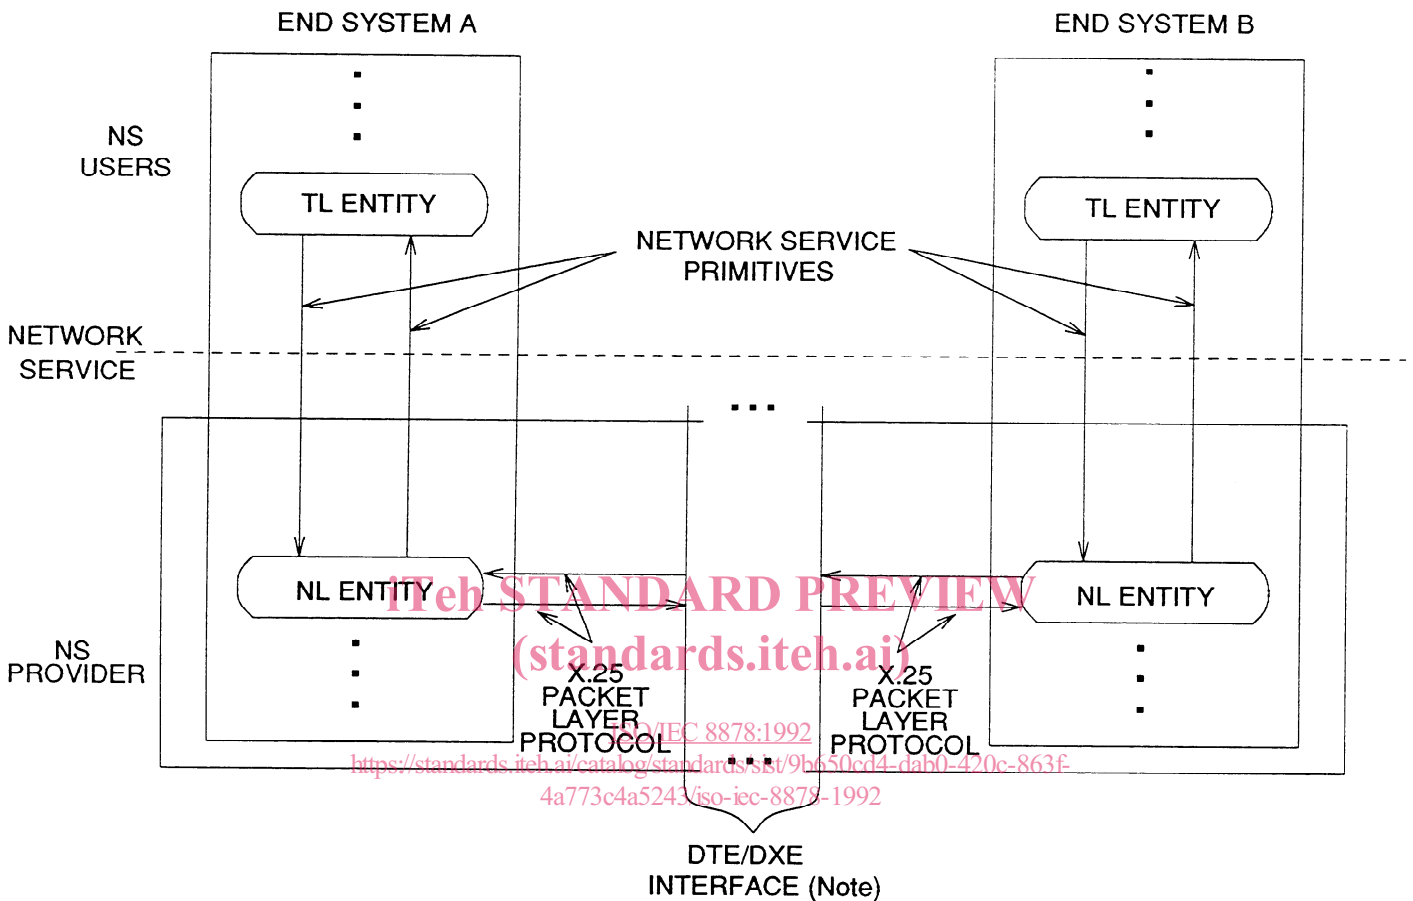 END SYSTEM A
END SYSTEM B
NS
USERS
TL ENTITY
TL ENTITY
NETWORK SERVICE
PRIMITIVES
NETWORK
SERVICE
NL ENTITY
NL ENTITY
iTeh STANDARD PREVIEW
(standards.iteh.ai)
NS
PROVIDER
X.25
PACKET
LAYER
PROTOCOL
X.25
PACKET
LAYER
PROTOCOL
ISO/IEC 8878:1992
https://standards.iteh.ai/catalog/standards/sist/9b650cd4-dab0-420c-863f-
4a773c4a5243/iso-iec-8878-1992
DTE/DXE
INTERFACE (Note)